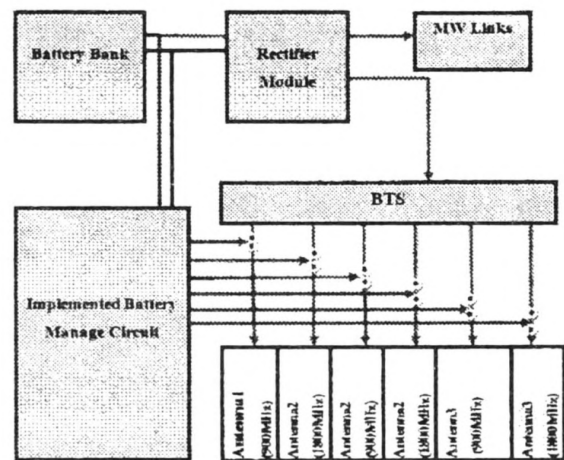 Battery Bank
Rectifier
Module
MW Links
BTS
Implemented Battery
Manage Circuit
Antenna1
(900MHz)
Antenna2
(1800MHz)
Antenna2
(900MHz)
Antenna2
(1800MHz)
Antenna3
(900MHz)
Antenna3
(1800MHz)